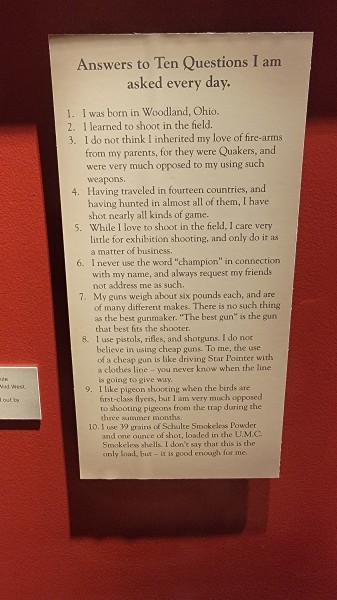 Answers to Ten Questions I am
asked every day.
1. I was born in Woodland, Ohio.
2. I learned to shoot in the field.
3. I do not think I inherited my love of fire-arms
from my parents, for they were Quakers, and
were very much opposed to my using such
weapons.
4. Having traveled in fourteen countries, and
having hunted in almost all of them, I have
shot nearly all kinds of game.
5. While I love to shoot in the field, I care very
little for exhibition shooting, and only do it as
a matter of business.
6. I never use the word "champion" in connection
with my name, and always request my friends
not address me as such.
7. My guns weigh about six pounds each, and are
of many different makes. There is no such thing
as the best gunmaker. "The best gun" is the gun
that best fits the shooter.
8. I use pistols, rifles, and shotguns. I do not
believe in using cheap guns. To me, the use
of a cheap gun is like driving Star Pointer with
a clothes line – you never know when the line
is going to give way.
9. I like pigeon shooting when the birds are
first-class flyers, but I am very much opposed
to shooting pigeons from the trap during the
three summer months.
10. I use 39 grains of Schulte Smokeless Powder
and one ounce of shot, loaded in the U.M.C.
Smokeless shells. I don't say that this is the
only load, but – it is good enough for me.
Mid West.
out by